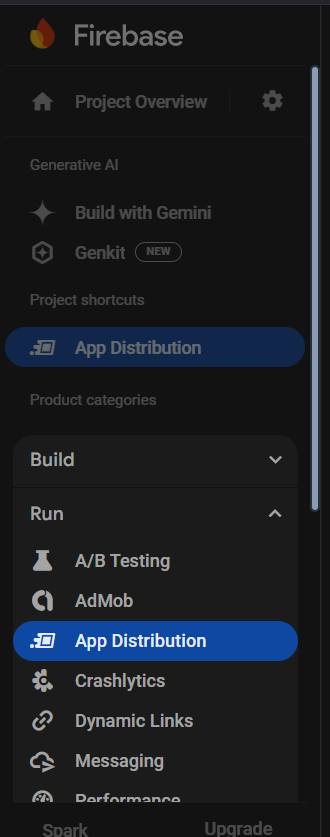 Firebase
Project Overview
Generative AI
Build with Gemini
Genkit NEW
Project shortcuts
App Distribution
Product categories
Build
Run
A/B Testing
AdMob
App Distribution
Crashlytics
Dynamic Links
Messaging
Performance
Spark Upgrade